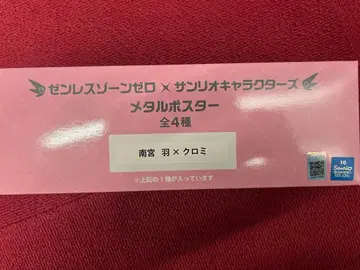 ゼンレスゾーンゼロ×サンリオキャラクターズ
メタルポスター
全4種
南宮 羽×クロミ
※上記の1種が入っています
10
Sanrio